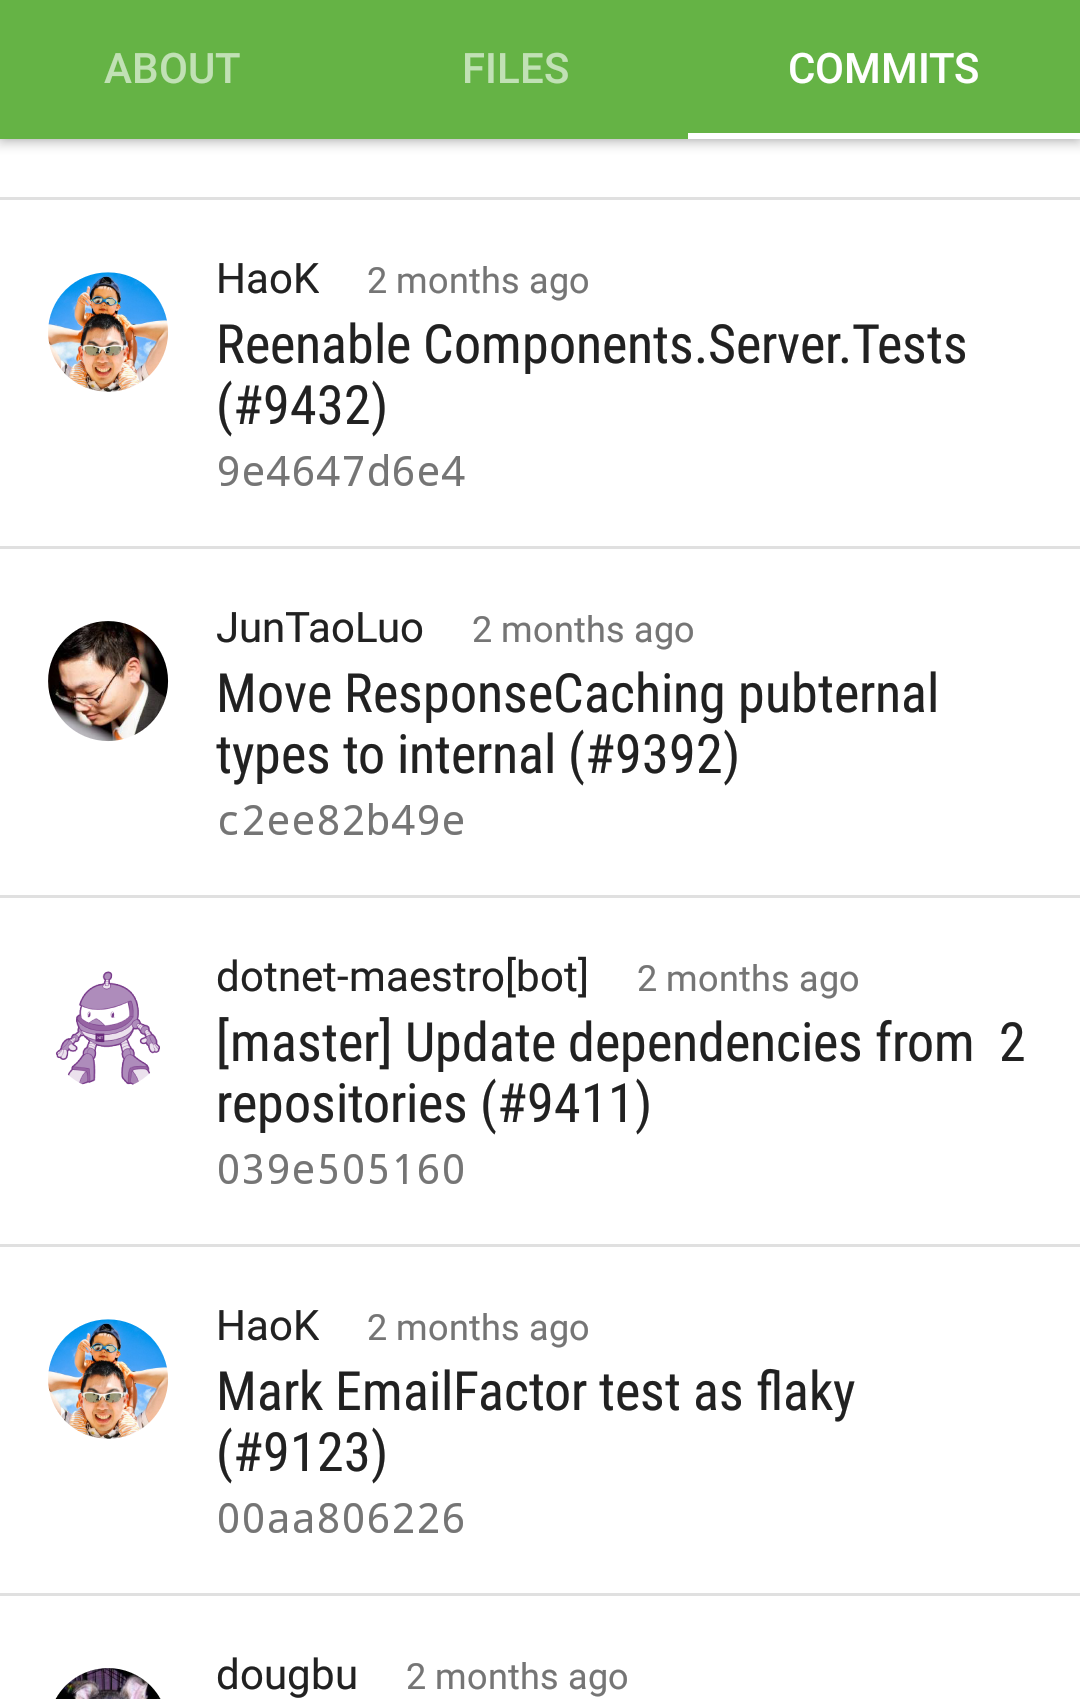 ABOUT FILES COMMITS
HaoK 2 months ago
Reenable Components.Server.Tests
(#9432)
9e4647d6e4
JunTaoLuo 2 months ago
Move ResponseCaching pubternal
types to internal (#9392)
c2ee82b49e
dotnet-maestro[bot] 2 months ago
[master] Update dependencies from  2
repositories (#9411)
039e505160
HaoK 2 months ago
Mark EmailFactor test as flaky
(#9123)
00aa806226
dougbu 2 months ago